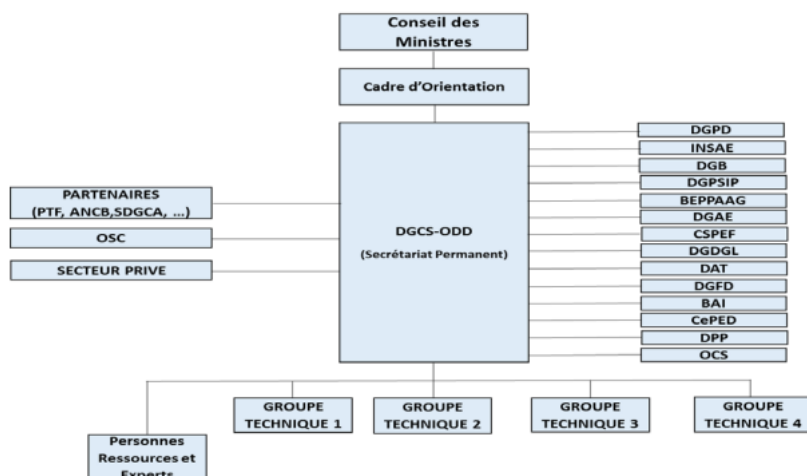 Conseil des
Ministres
Cadre d'Orientation
DGCS-ODD
(Secrétariat Permanent)
PARTENAIRES
(PTF, ANCB,SDGCA, ...)
OSC
SECTEUR PRIVE
DGPD
INSAE
DGB
DGPSIP
BEPPAAG
DGAE
CSPEF
DGDGL
DAT
DGFD
BAI
CePED
DPP
OCS
Personnes
Ressources et
Experts
GROUPE
TECHNIQUE 1
GROUPE
TECHNIQUE 2
GROUPE
TECHNIQUE 3
GROUPE
TECHNIQUE 4